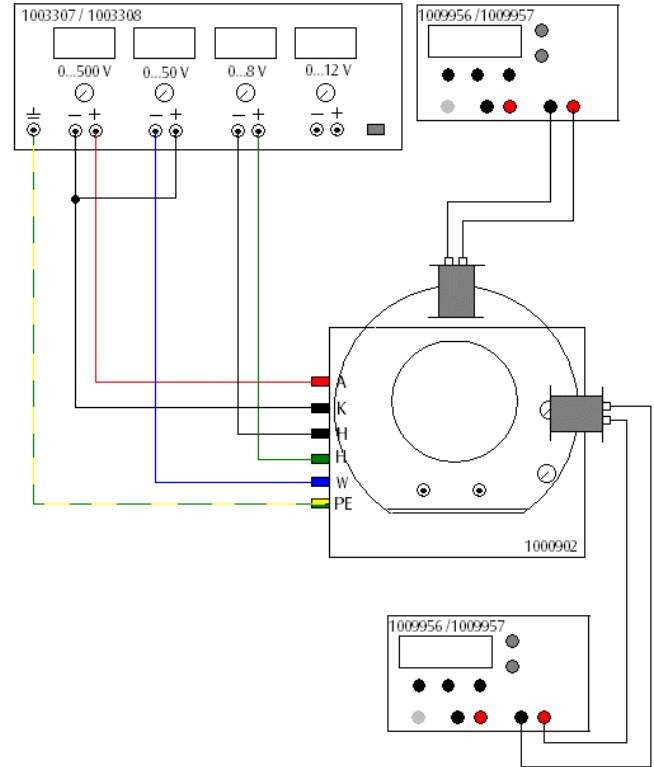 1003307 / 1003308
0...500 V 0...50 V 0...8 V 0...12 V
− + − + − + − +
1009956 /1009957
A
K
H
H
W
PE
1000902
1009956 /1009957